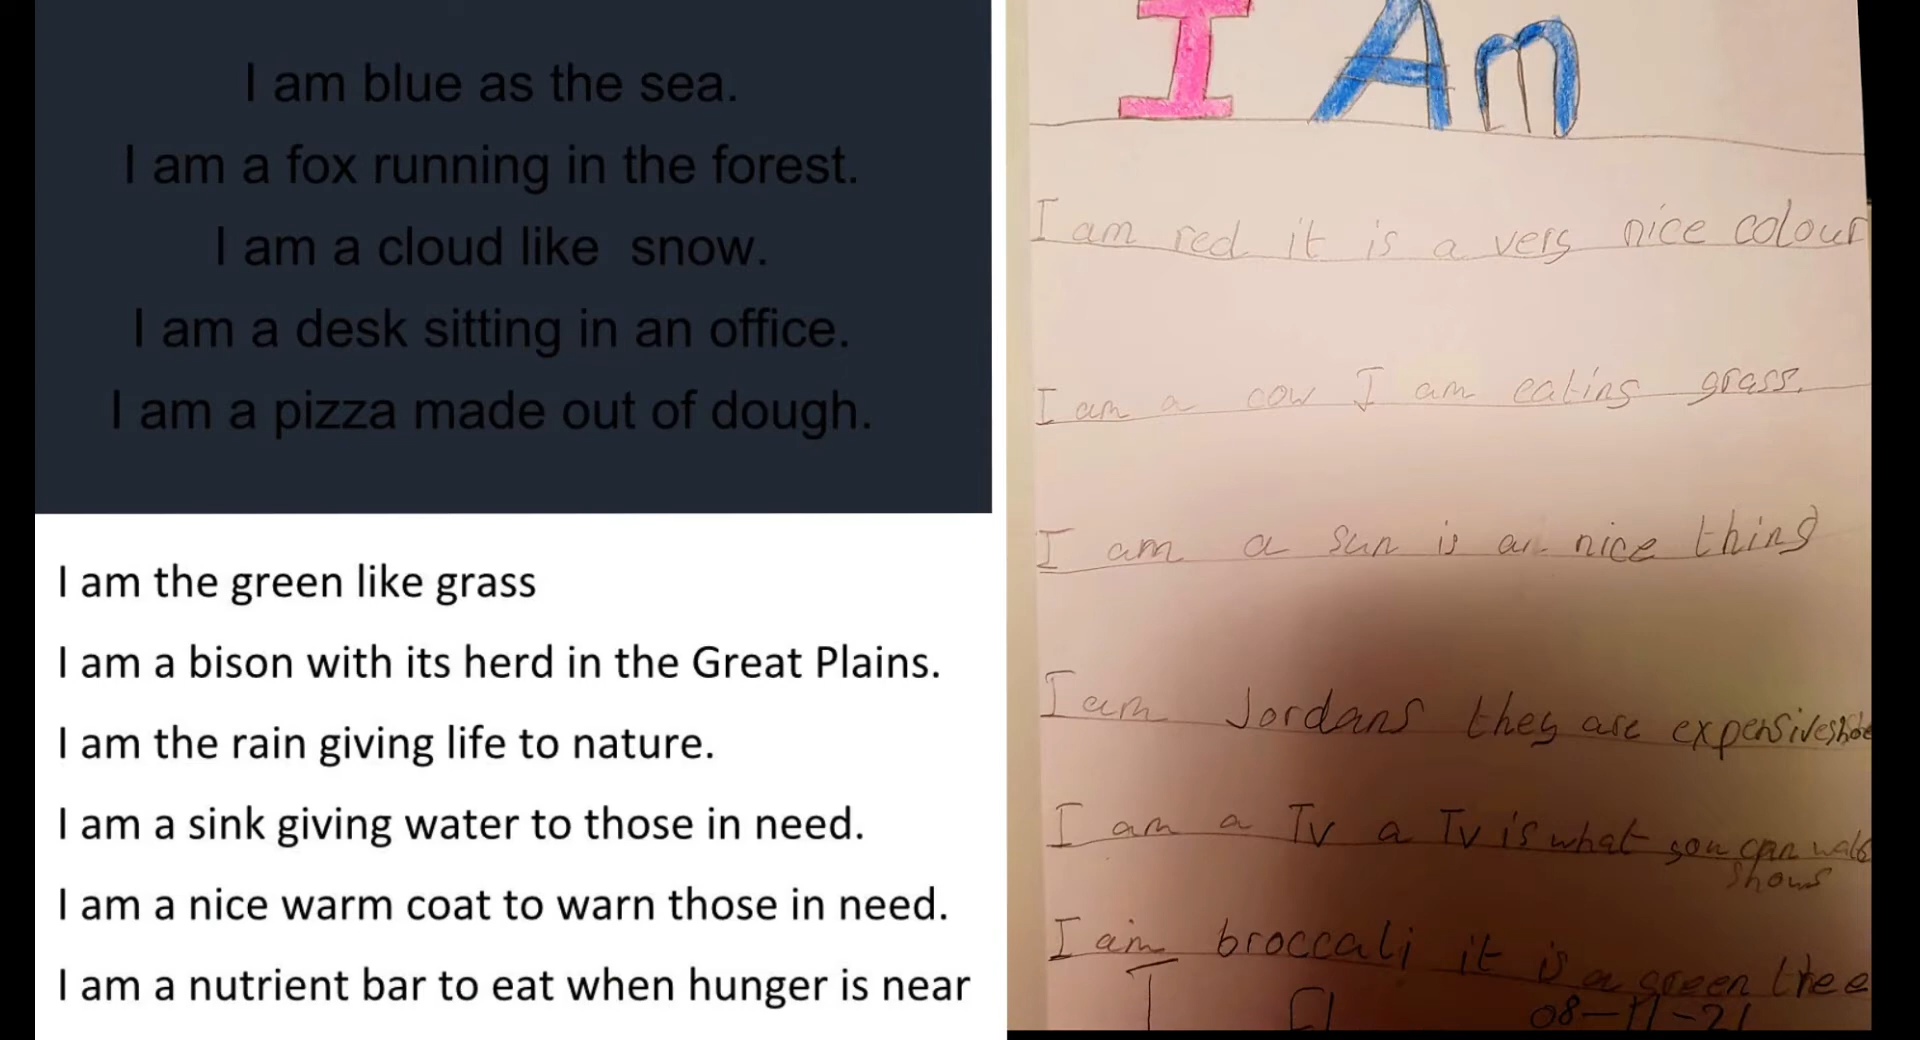 I am blue as the sea.
I am a fox running in the forest.
I am a cloud like snow.
I am a desk sitting in an office.
I am a pizza made out of dough.
I am the green like grass
I am a bison with its herd in the Great Plains.
I am the rain giving life to nature.
I am a sink giving water to those in need.
I am a nice warm coat to warn those in need.
I am a nutrient bar to eat when hunger is near
I Am
I am red it is a very nice colour
I am a cow I am eating grass.
I am a sun is a nice thing
I am Jordans they are expensive
I am a TV a TV is what you can
shows
I am broccali it is a green
08-11-21